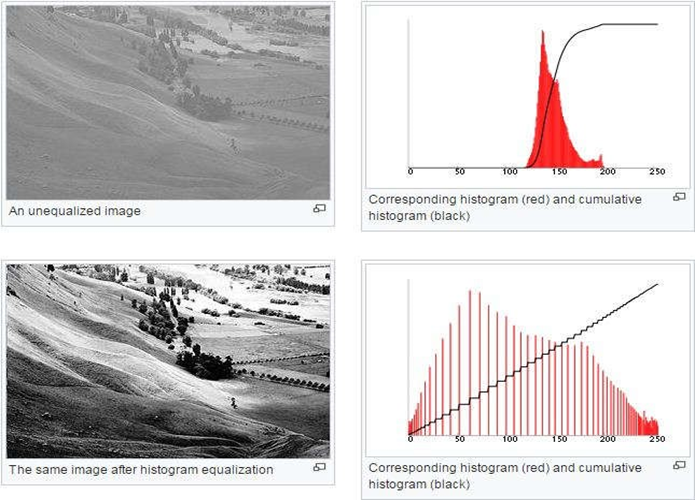 An unequalized image
0 50 100 150 200 250
Corresponding histogram (red) and cumulative
histogram (black)
The same image after histogram equalization
0 50 100 150 200 250
Corresponding histogram (red) and cumulative
histogram (black)